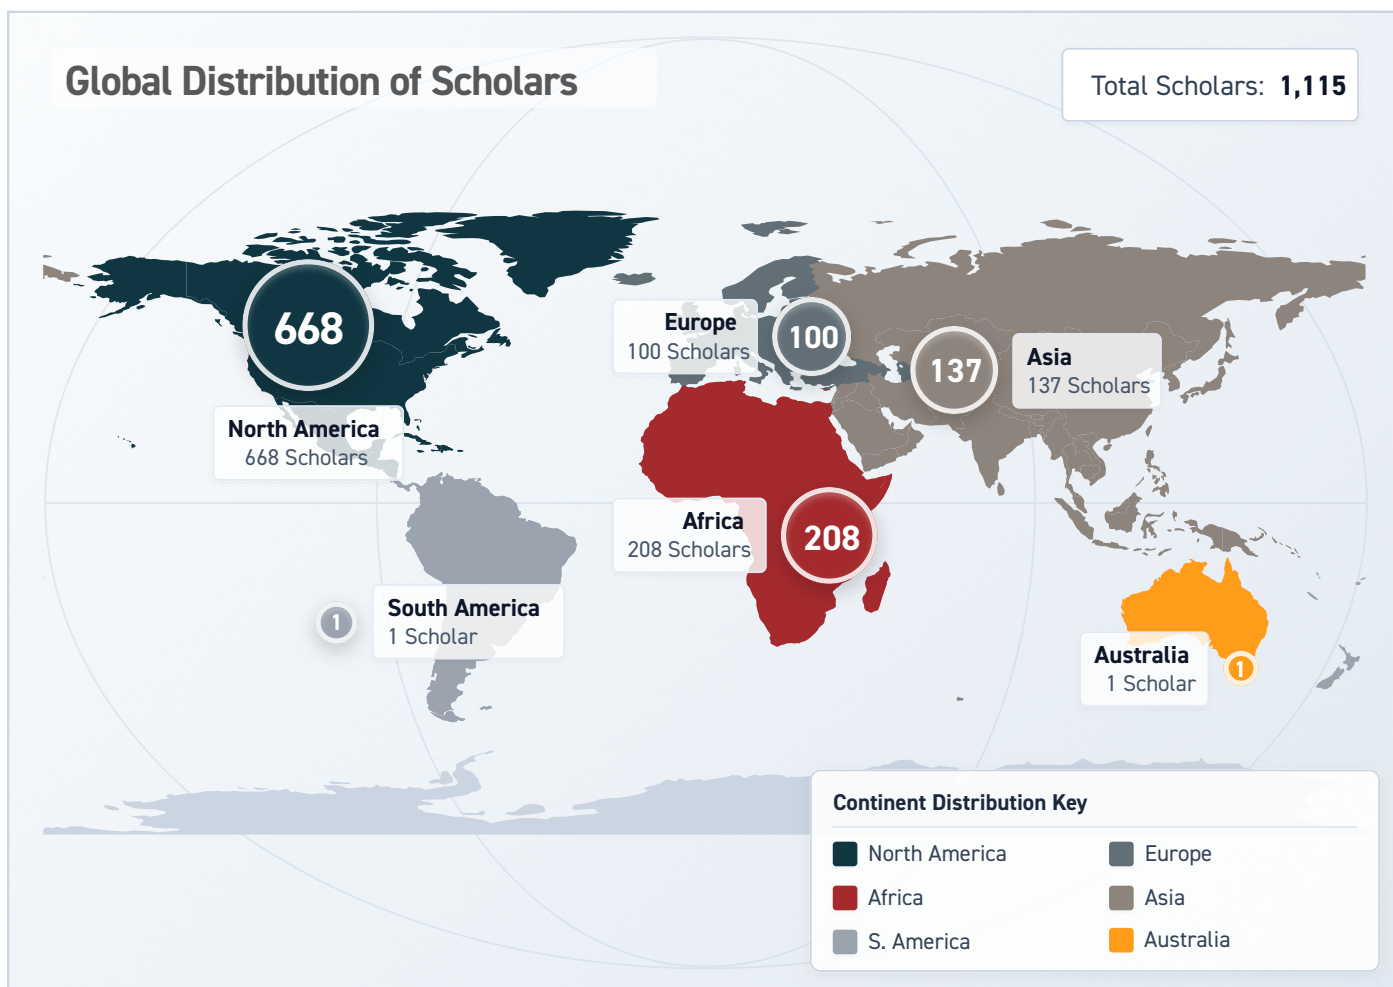 Global Distribution of Scholars
Total Scholars: 1,115
668
North America
668 Scholars
Europe
100 Scholars
100
137
Asia
137 Scholars
Africa
208 Scholars
208
1
South America
1 Scholar
Australia
1 Scholar
1
Continent Distribution Key
North America
Europe
Africa
Asia
S. America
Australia